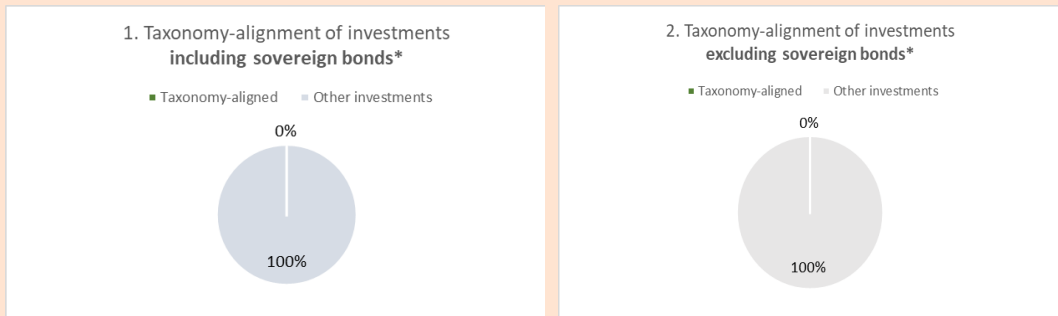 1. Taxonomy-alignment of investments
including sovereign bonds*
Taxonomy-aligned Other investments
0%
100%
2. Taxonomy-alignment of investments
excluding sovereign bonds*
Taxonomy-aligned Other investments
0%
100%